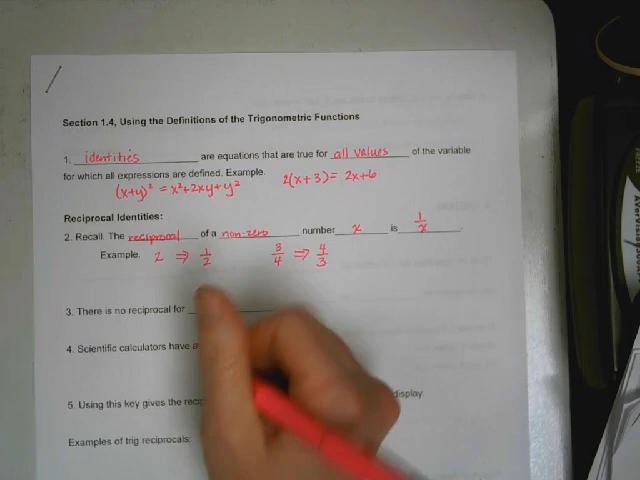 Section 1.4, Using the Definitions of the Trigonometric Functions
1. identities are equations that are true for all values of the variable
for which all expressions are defined. Example. 2(x+3) = 2x+6
(x+y)² = x²+2xy+y²
Reciprocal Identities:
2. Recall. The reciprocal of a non-zero number x is 1/x.
Example. 2 ⇒ 1/2 3/4 ⇒ 4/3
3. There is no reciprocal for
4. Scientific calculators have a
5. Using this key gives the display.
Examples of trig reciprocals: